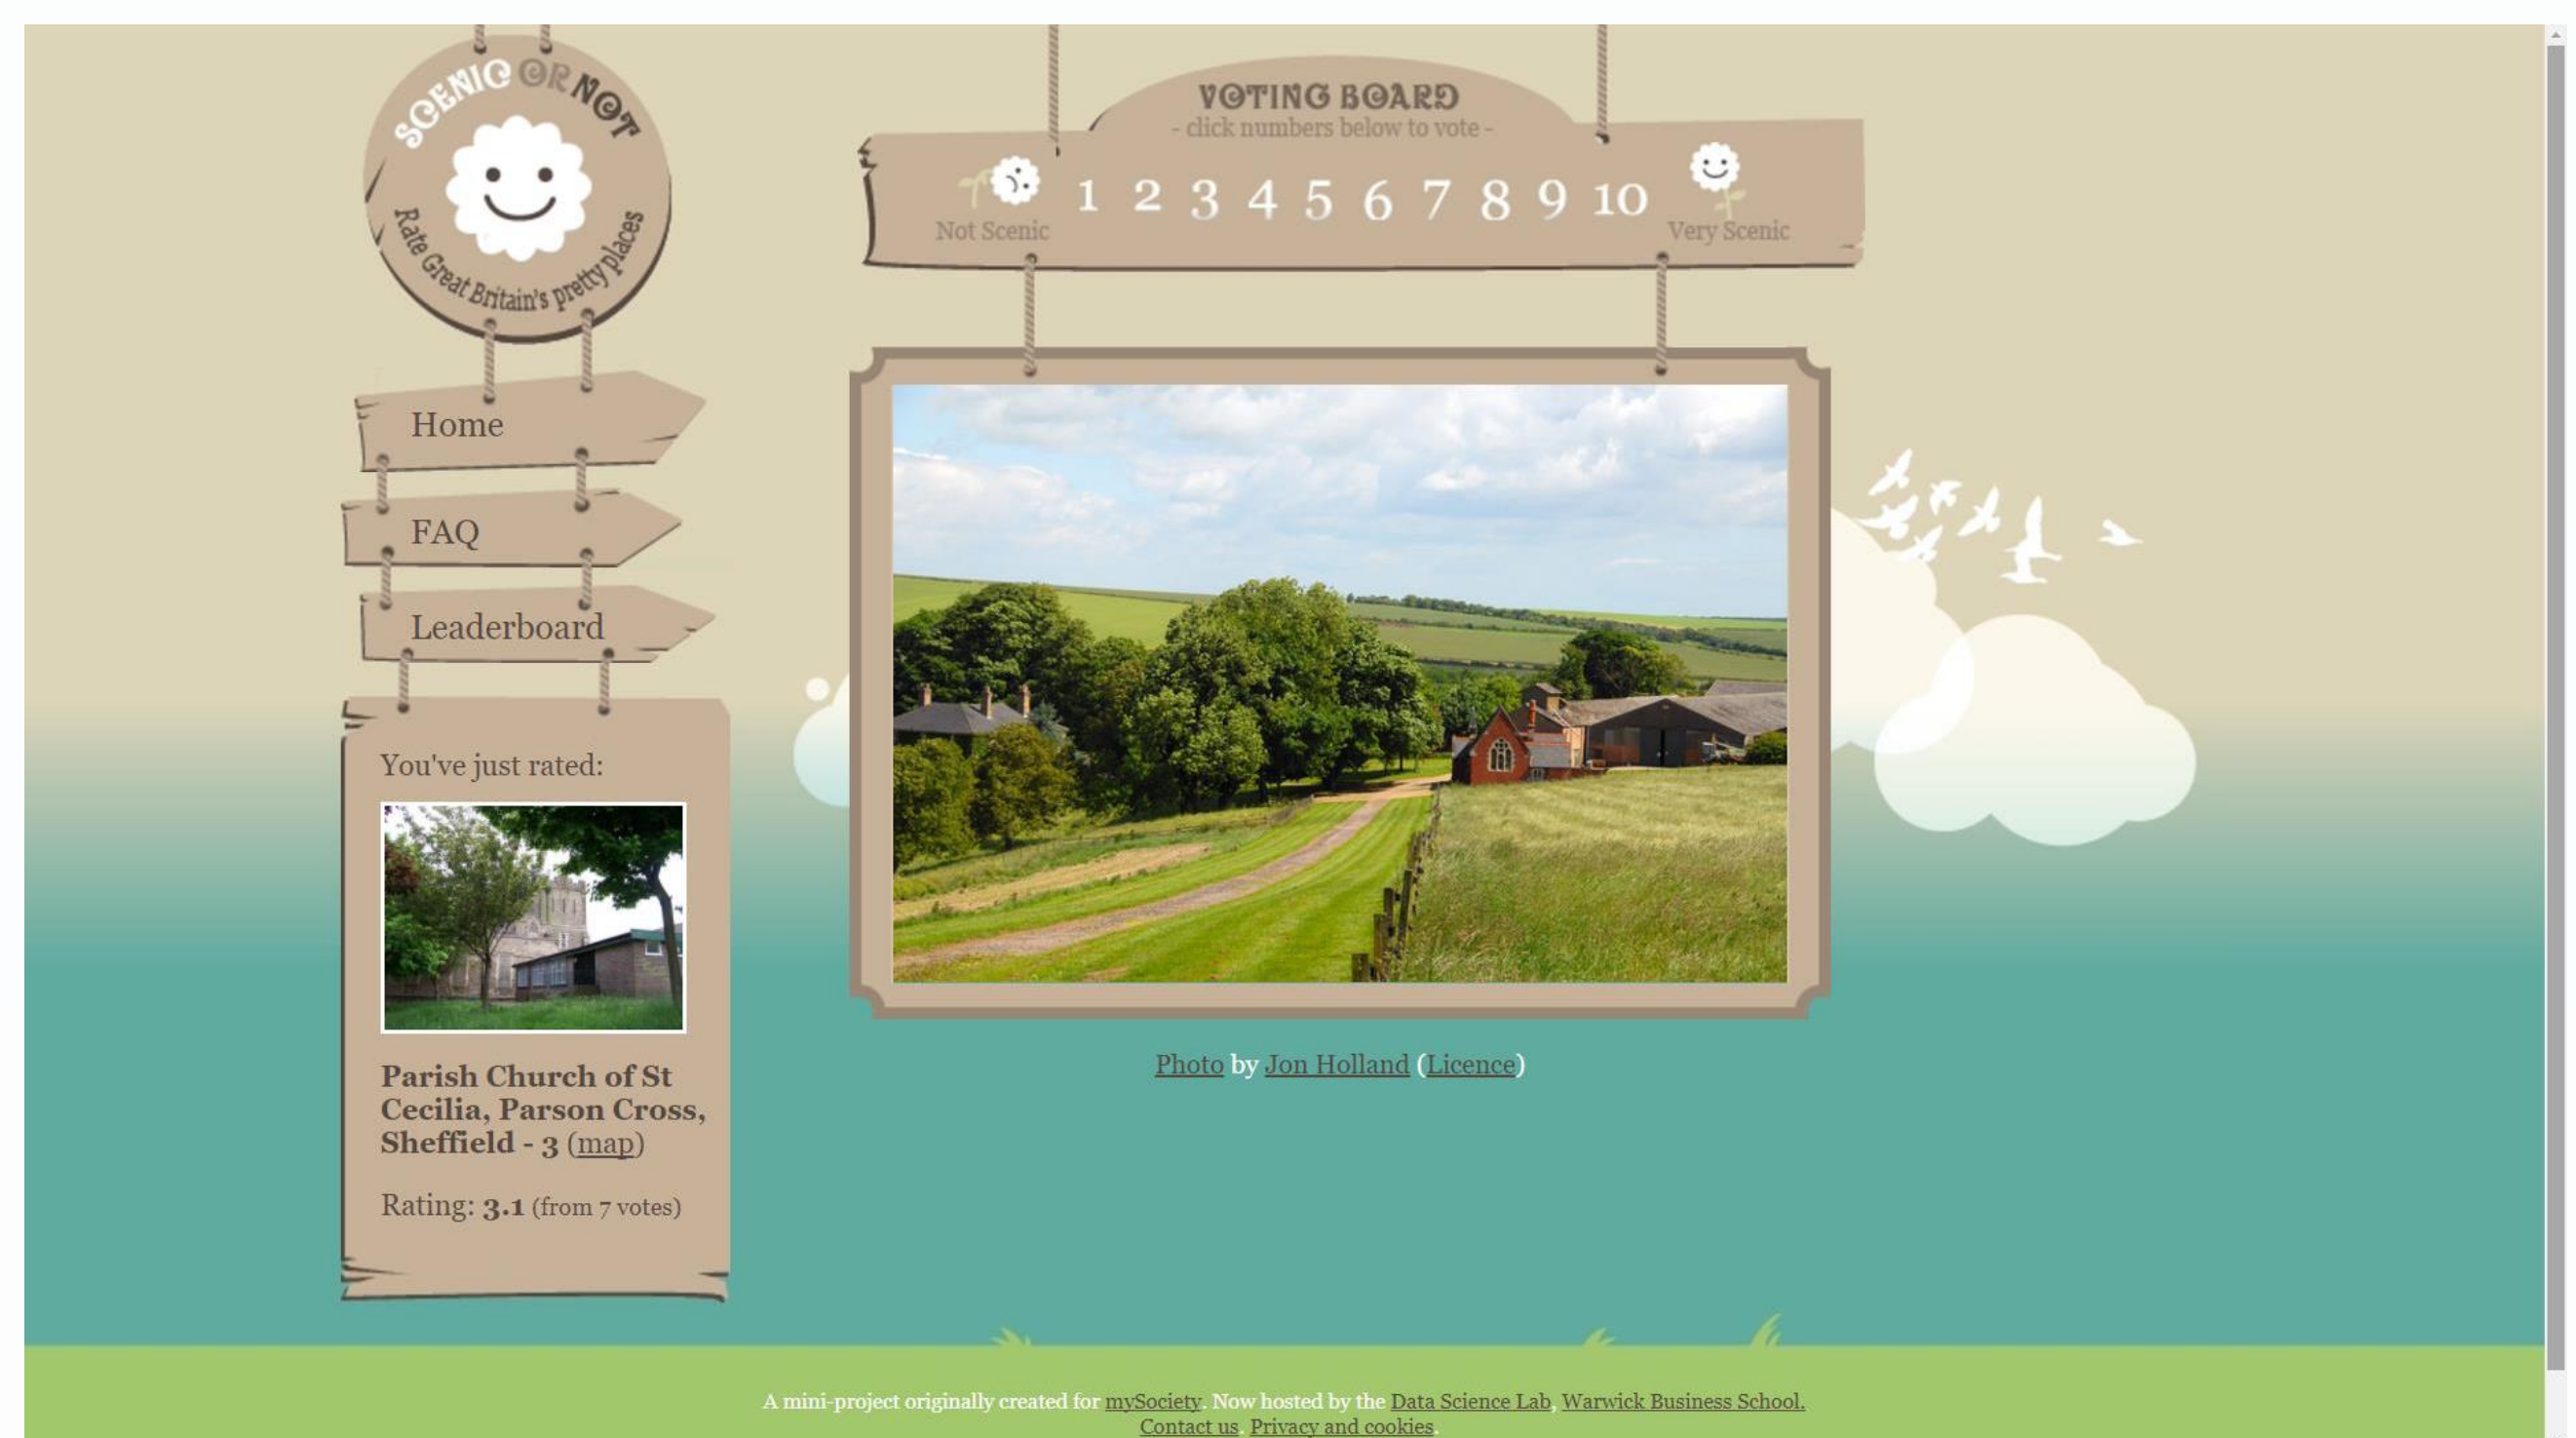 SCENIC OR NOT
Rate Great Britain's pretty places
Home
FAQ
Leaderboard
You've just rated:
Parish Church of St
Cecilia, Parson Cross,
Sheffield - 3 (map)
Rating: 3.1 (from 7 votes)
VOTING BOARD
- click numbers below to vote -
1 2 3 4 5 6 7 8 9 10
Not Scenic
Very Scenic
Photo by Jon Holland (Licence)
A mini-project originally created for mySociety. Now hosted by the Data Science Lab, Warwick Business School.
Contact us. Privacy and cookies.